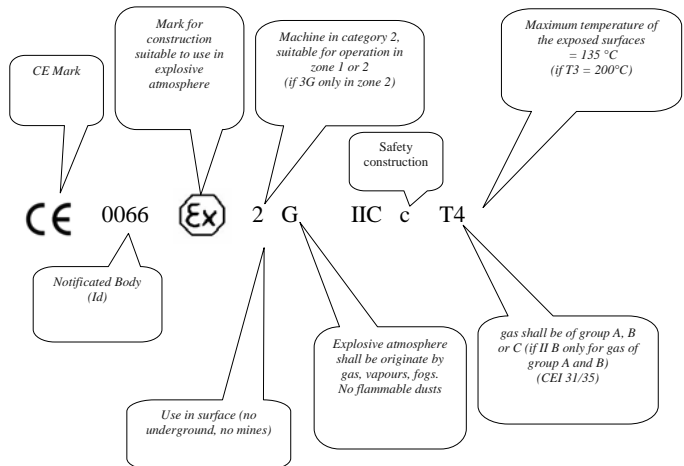 CE Mark
Mark for
construction
suitable to use in
explosive
atmosphere
Machine in category 2,
suitable for operation in
zone 1 or 2
(if 3G only in zone 2)
Maximum temperature of
the exposed surfaces
= 135 °C
(if T3 = 200°C)
Safety
construction
CE 0066 Ex 2 G IIC c T4
Notificated Body
(Id)
Use in surface (no
underground, no mines)
Explosive atmosphere
shall be originate by
gas, vapours, fogs.
No flammable dusts
gas shall be of group A, B
or C (if II B only for gas of
group A and B)
(CEI 31/35)